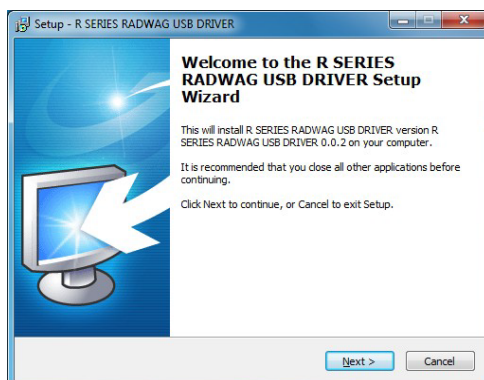 Setup - R SERIES RADWAG USB DRIVER
Welcome to the R SERIES
RADWAG USB DRIVER Setup
Wizard
This will install R SERIES RADWAG USB DRIVER version R
SERIES RADWAG USB DRIVER 0.0.2 on your computer.
It is recommended that you close all other applications before
continuing.
Click Next to continue, or Cancel to exit Setup.
Next >
Cancel